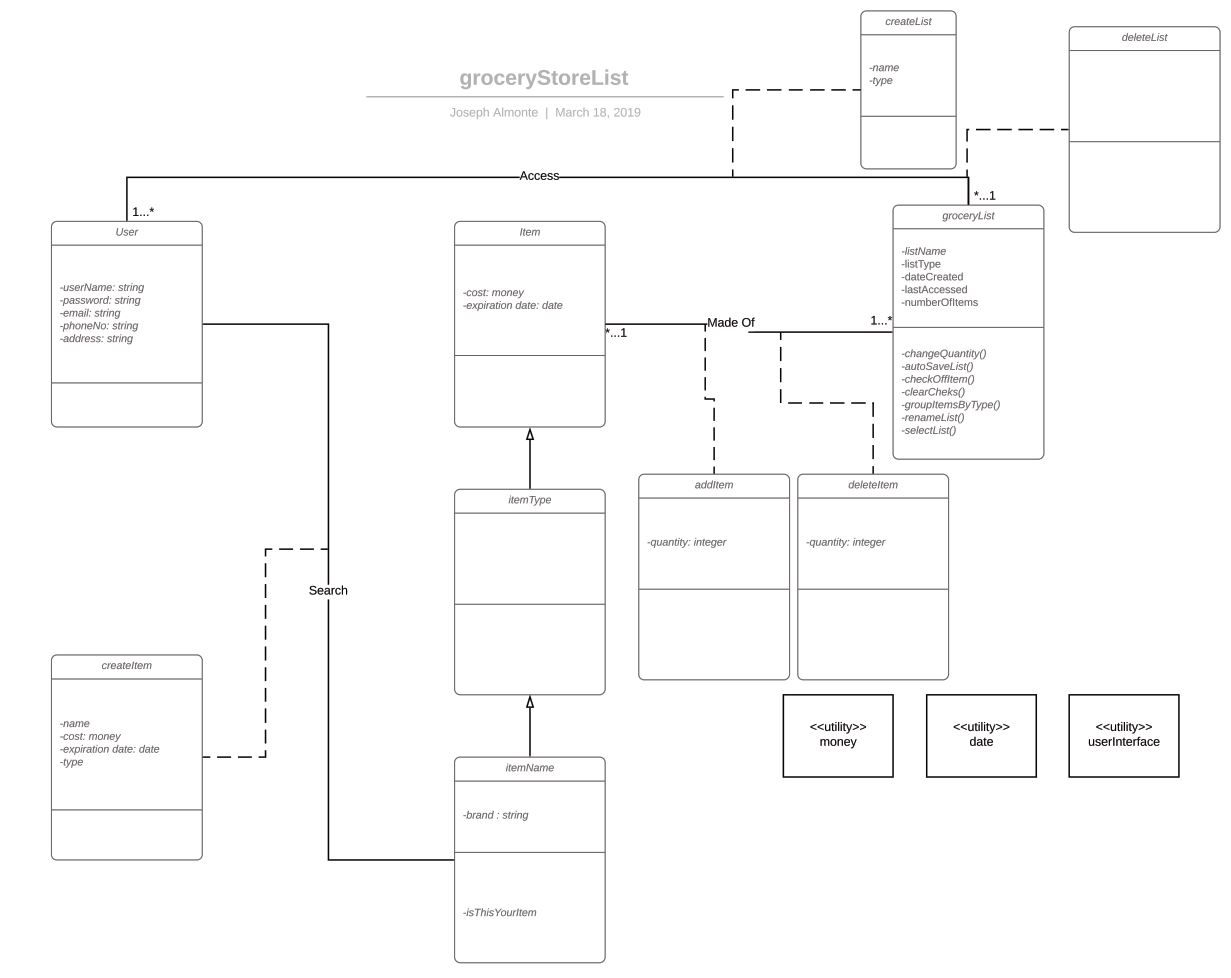 groceryStoreList
Joseph Almonte | March 18, 2019
createList
-name
-type
deleteList
Access
1...*
*...1
User
-userName: string
-password: string
-email: string
-phoneNo: string
-address: string
Item
-cost: money
-expiration date: date
*...1
Made Of
1...*
groceryList
-listName
-listType
-dateCreated
-lastAccessed
-numberOfItems
-changeQuantity()
-autoSaveList()
-checkOffItem()
-clearCheks()
-groupItemsByType()
-renameList()
-selectList()
itemType
addItem
-quantity: integer
deleteItem
-quantity: integer
Search
createItem
-name
-cost: money
-expiration date: date
-type
itemName
-brand : string
-isThisYourItem
<<utility>>
money
<<utility>>
date
<<utility>>
userInterface